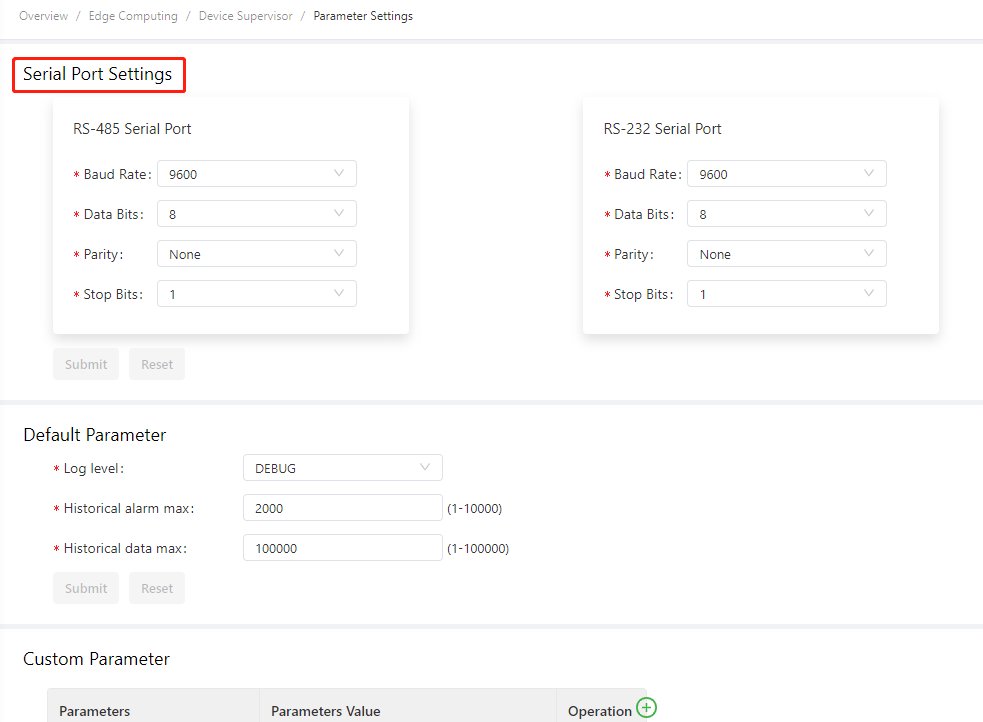 Overview / Edge Computing / Device Supervisor / Parameter Settings
Serial Port Settings
RS-485 Serial Port
* Baud Rate: 9600
* Data Bits: 8
* Parity: None
* Stop Bits: 1
RS-232 Serial Port
* Baud Rate: 9600
* Data Bits: 8
* Parity: None
* Stop Bits: 1
Submit Reset
Default Parameter
* Log level: DEBUG
* Historical alarm max: 2000 (1-10000)
* Historical data max: 100000 (1-100000)
Submit Reset
Custom Parameter
Parameters Parameters Value Operation